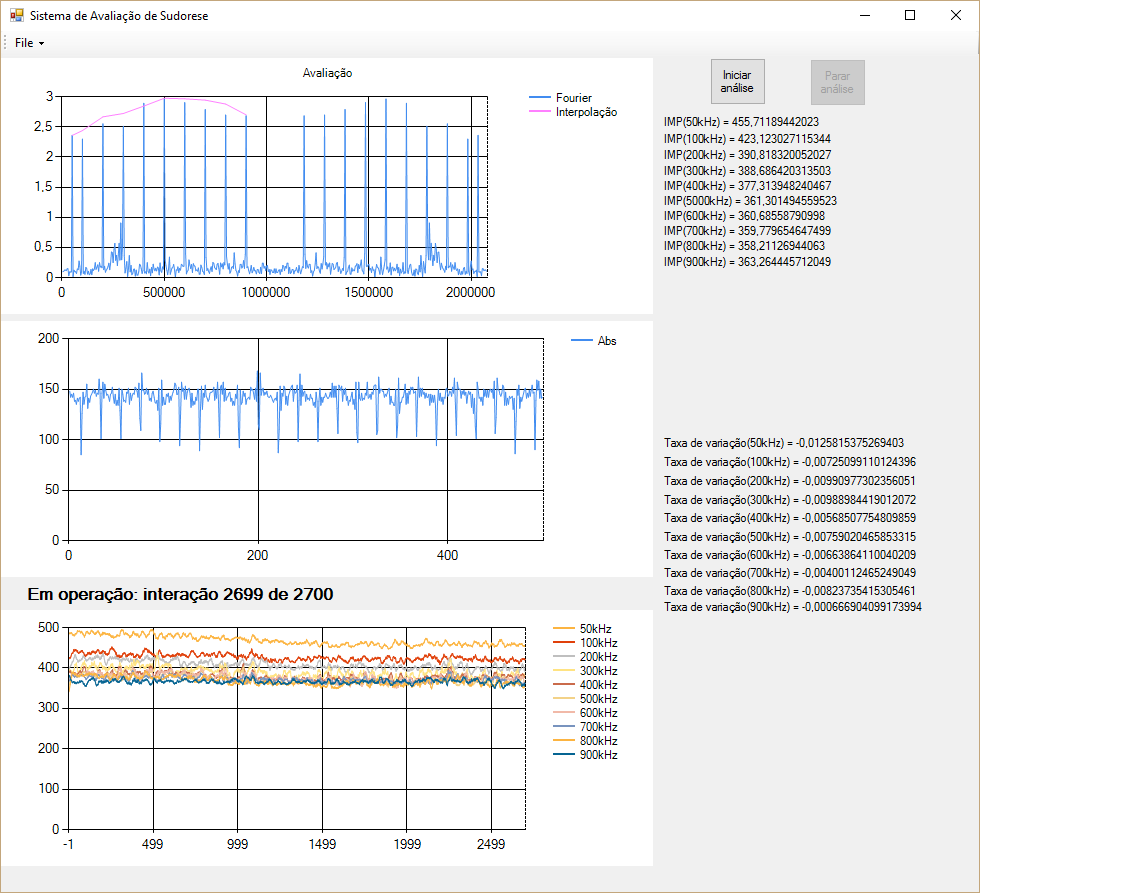 Sistema de Avaliação de Sudorese
File
Avaliação
3
2,5
2
1,5
1
0,5
0
0 500000 1000000 1500000 2000000
Fourier
Interpolação
Iniciar análise
Parar análise
IMP(50kHz) = 455,71189442023
IMP(100kHz) = 423,123027115344
IMP(200kHz) = 390,818320052027
IMP(300kHz) = 388,686420313503
IMP(400kHz) = 377,313948240467
IMP(5000kHz) = 361,301494559523
IMP(600kHz) = 360,68558790998
IMP(700kHz) = 359,779654647499
IMP(800kHz) = 358,21126944063
IMP(900kHz) = 363,264445712049
200
150
100
50
0
0 200 400
Abs
Taxa de variação(50kHz) = -0,0125815375269403
Taxa de variação(100kHz) = -0,00725099110124396
Taxa de variação(200kHz) = -0,00990977302356051
Taxa de variação(300kHz) = -0,00988984419012072
Taxa de variação(400kHz) = -0,00568507754809859
Taxa de variação(500kHz) = -0,00759020465853315
Taxa de variação(600kHz) = -0,00663864110040209
Taxa de variação(700kHz) = -0,00400112465249049
Taxa de variação(800kHz) = -0,00823735415305461
Taxa de variação(900kHz) = -0,000666904099173994
Em operação: interação 2699 de 2700
500
400
300
200
100
0
-1 499 999 1499 1999 2499
50kHz
100kHz
200kHz
300kHz
400kHz
500kHz
600kHz
700kHz
800kHz
900kHz